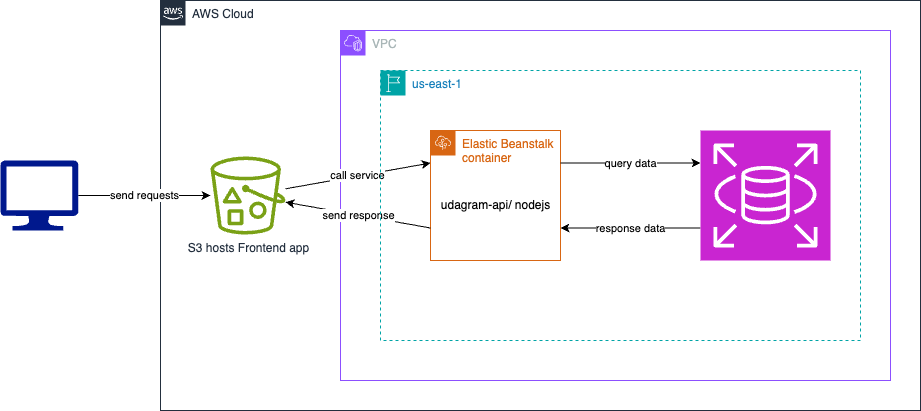 aws
AWS Cloud
VPC
us-east-1
Elastic Beanstalk
container
call service
query data
send requests
udagram-api/ nodejs
send response
response data
S3 hosts Frontend app